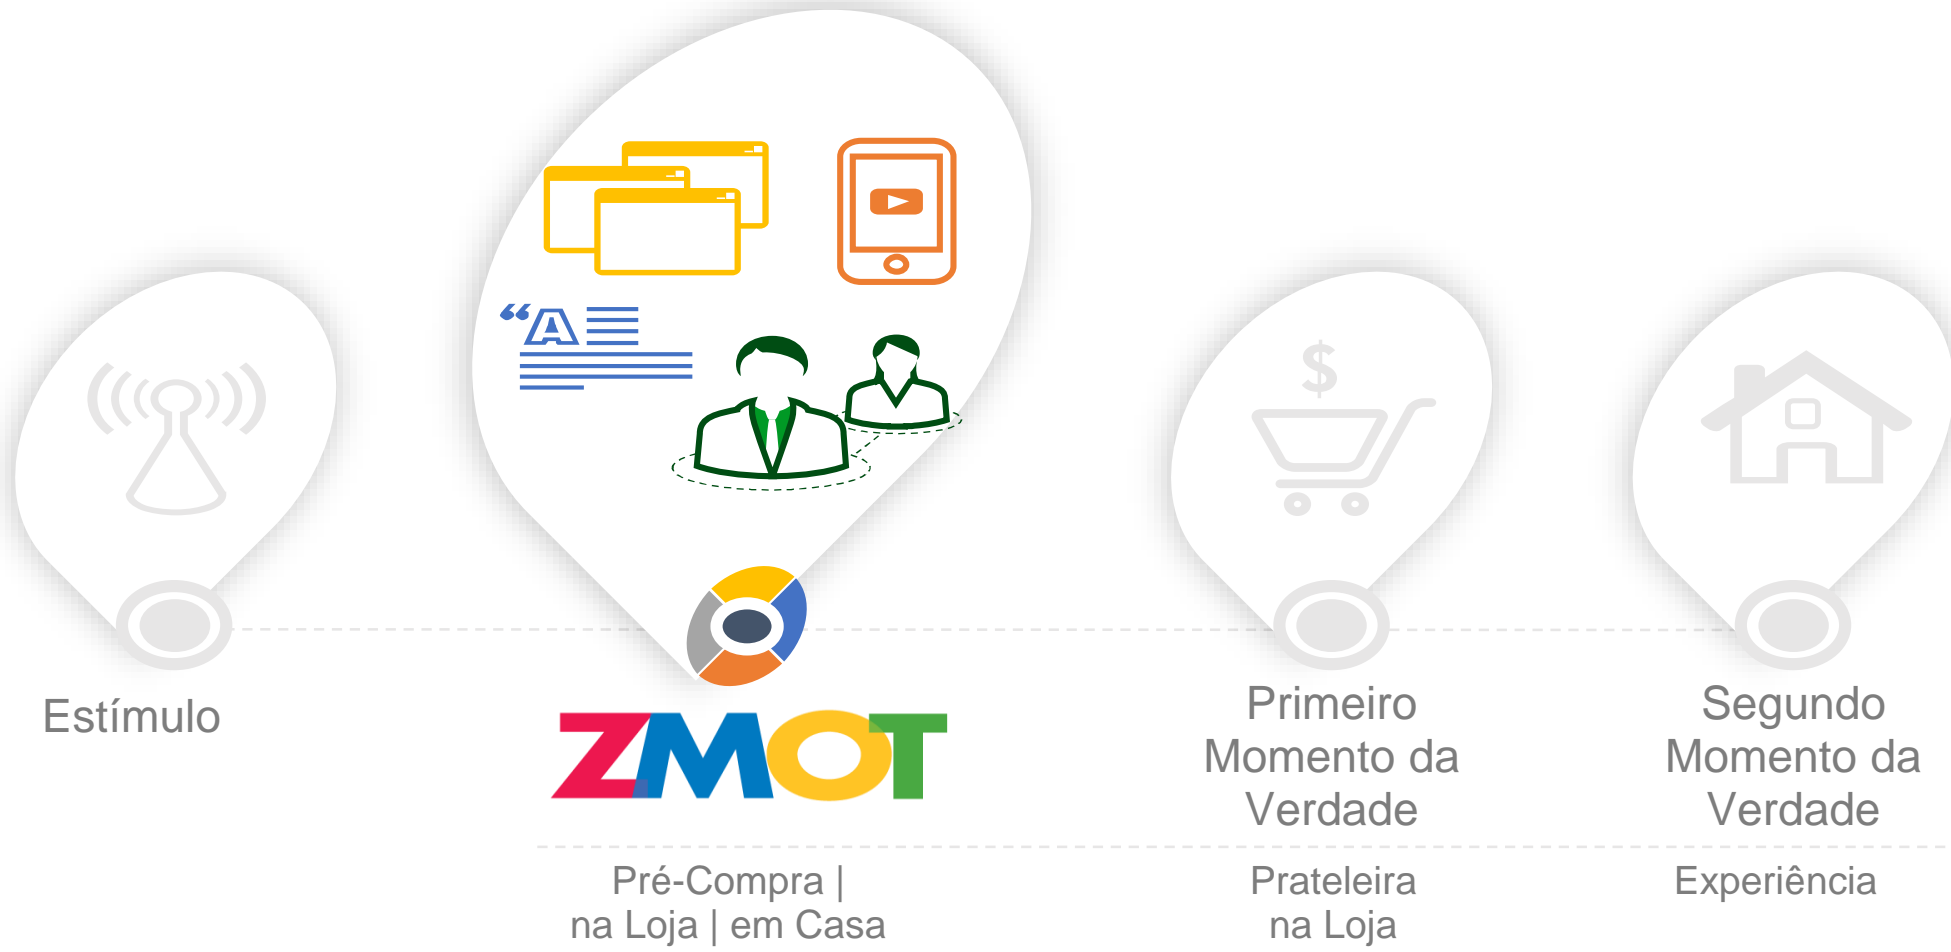 “A
$
Estímulo
ZMOT
Primeiro
Momento da
Verdade
Segundo
Momento da
Verdade
Pré-Compra |
na Loja | em Casa
Prateleira
na Loja
Experiência